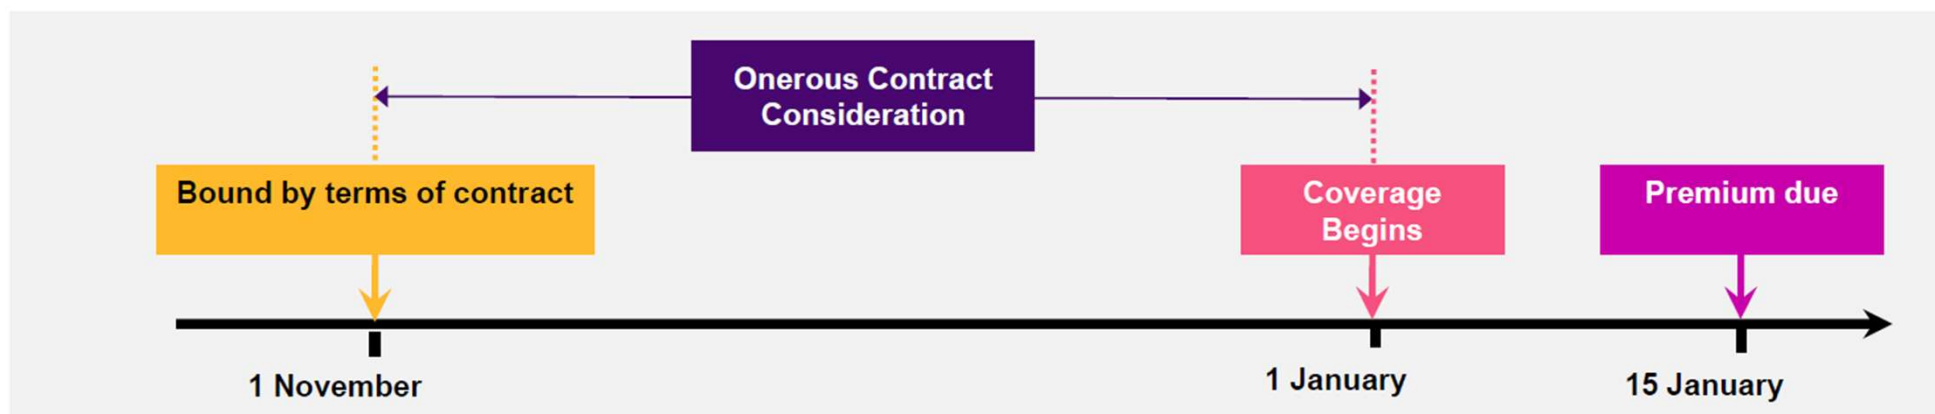 Onerous Contract
Consideration
Bound by terms of contract
Coverage
Begins
Premium due
1 November
1 January
15 January